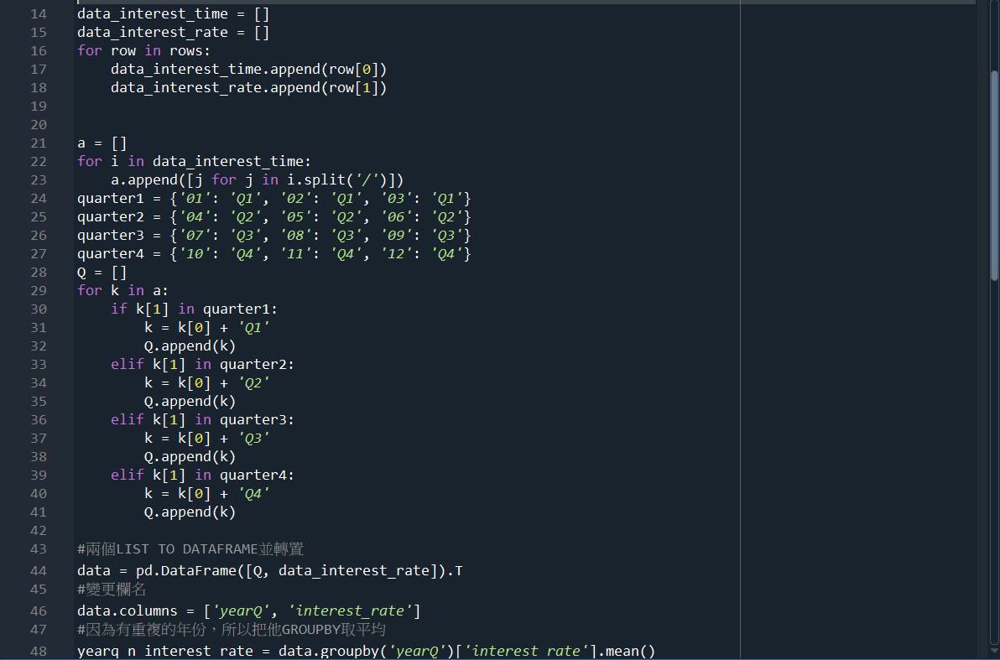 14 data_interest_time = []
15 data_interest_rate = []
16 for row in rows:
17     data_interest_time.append(row[0])
18     data_interest_rate.append(row[1])
19
20
21 a = []
22 for i in data_interest_time:
23     a.append([j for j in i.split('/')])
24 quarter1 = {'01': 'Q1', '02': 'Q1', '03': 'Q1'}
25 quarter2 = {'04': 'Q2', '05': 'Q2', '06': 'Q2'}
26 quarter3 = {'07': 'Q3', '08': 'Q3', '09': 'Q3'}
27 quarter4 = {'10': 'Q4', '11': 'Q4', '12': 'Q4'}
28 Q = []
29 for k in a:
30     if k[1] in quarter1:
31         k = k[0] + 'Q1'
32         Q.append(k)
33     elif k[1] in quarter2:
34         k = k[0] + 'Q2'
35         Q.append(k)
36     elif k[1] in quarter3:
37         k = k[0] + 'Q3'
38         Q.append(k)
39     elif k[1] in quarter4:
40         k = k[0] + 'Q4'
41         Q.append(k)
42
43 #兩個LIST TO DATAFRAME並轉置
44 data = pd.DataFrame([Q, data_interest_rate]).T
45 #變更欄名
46 data.columns = ['yearQ', 'interest_rate']
47 #因為有重複的年份，所以把他GROUPBY取平均
48 yearq_n_interest_rate = data.groupby('yearQ')['interest_rate'].mean()